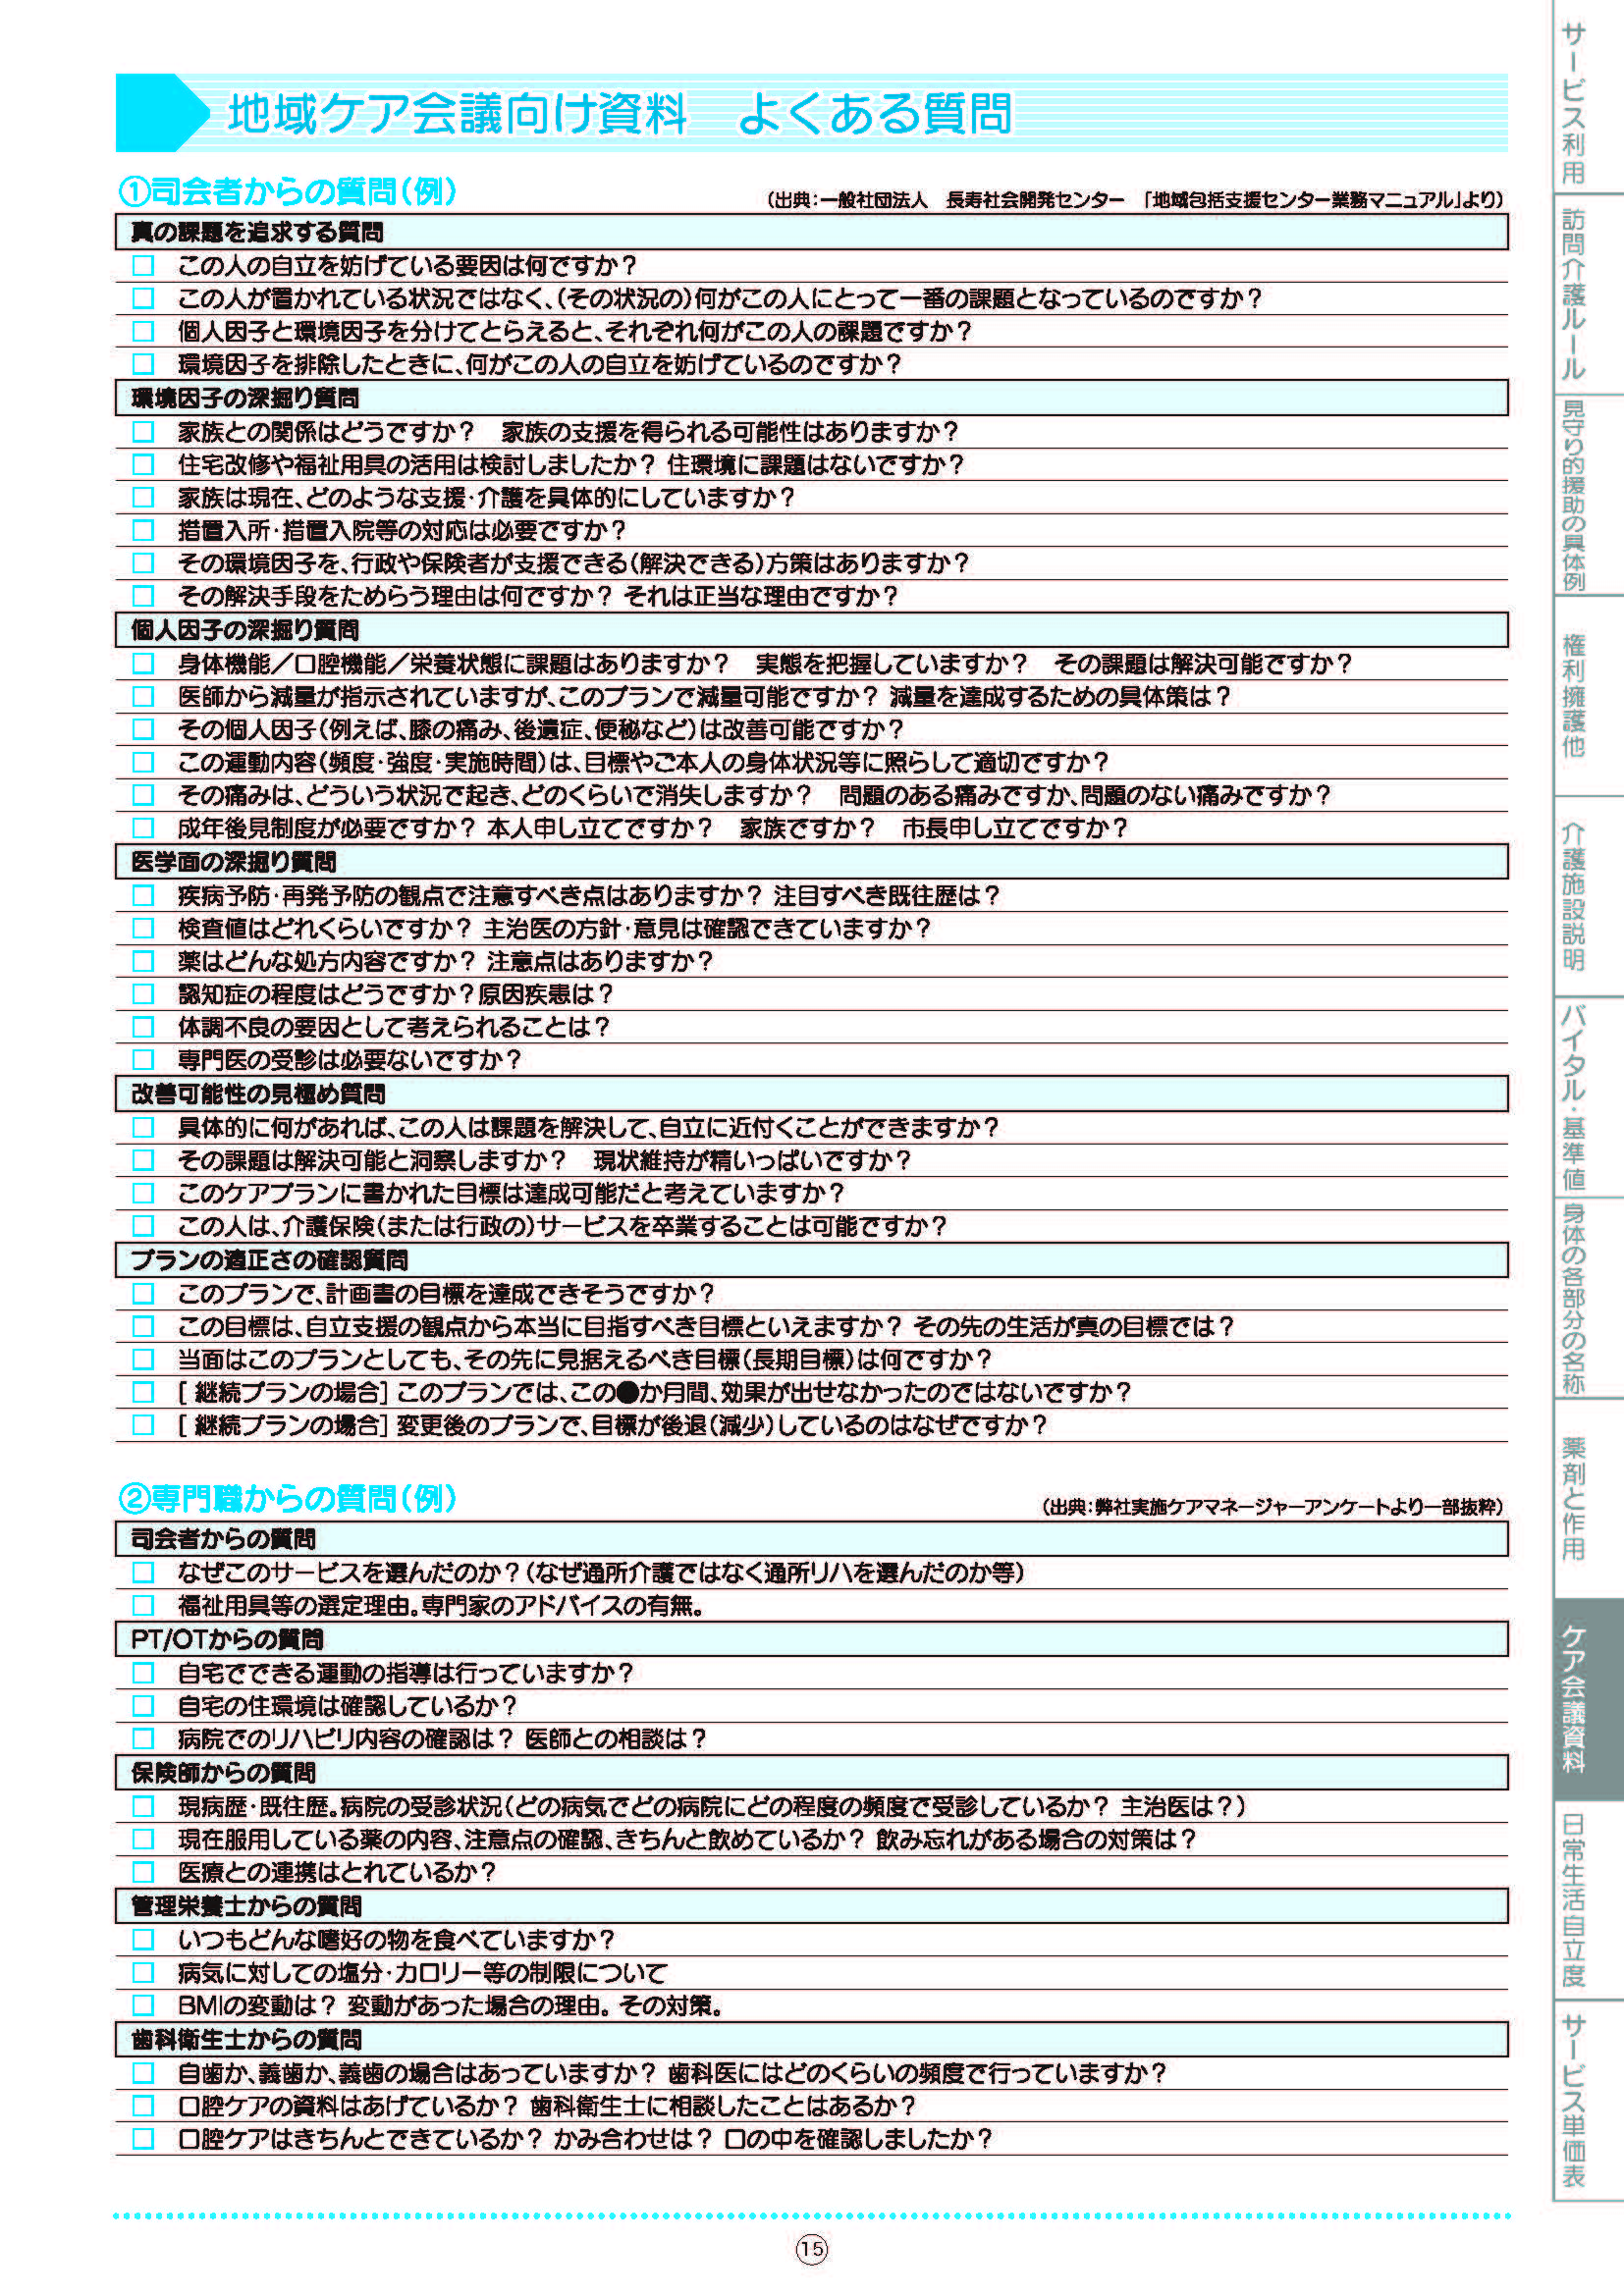 地域ケア会議向け資料　よくある質問
①司会者からの質問（例）
（出典：一般社団法人　長寿社会開発センター　「地域包括支援センター業務マニュアル」より）
真の課題を追求する質問
□ この人の自立を妨げている要因は何ですか？
□ この人が置かれている状況ではなく、（その状況の）何がこの人にとって一番の課題となっているのですか？
□ 個人因子と環境因子を分けてとらえると、それぞれ何がこの人の課題ですか？
□ 環境因子を排除したときに、何がこの人の自立を妨げているのですか？
環境因子の深掘り質問
□ 家族との関係はどうですか？　家族の支援を得られる可能性はありますか？
□ 住宅改修や福祉用具の活用は検討しましたか？ 住環境に課題はないですか？
□ 家族は現在、どのような支援・介護を具体的にしていますか？
□ 措置入所・措置入院等の対応は必要ですか？
□ その環境因子を、行政や保険者が支援できる（解決できる）方策はありますか？
□ その解決手段をためらう理由は何ですか？ それは正当な理由ですか？
個人因子の深掘り質問
□ 身体機能／口腔機能／栄養状態に課題はありますか？　実態を把握していますか？　その課題は解決可能ですか？
□ 医師から減量が指示されていますが、このプランで減量可能ですか？ 減量を達成するための具体策は？
□ その個人因子（例えば、膝の痛み、後遺症、便秘など）は改善可能ですか？
□ この運動内容（頻度・強度・実施時間）は、目標やご本人の身体状況等に照らして適切ですか？
□ その痛みは、どういう状況で起き、どのくらいで消失しますか？　問題のある痛みですか、問題のない痛みですか？
□ 成年後見制度が必要ですか？ 本人申し立てですか？　家族ですか？　市長申し立てですか？
医学面の深掘り質問
□ 疾病予防・再発予防の観点で注意すべき点はありますか？ 注目すべき既往歴は？
□ 検査値はどれくらいですか？ 主治医の方針・意見は確認できていますか？
□ 薬はどんな処方内容ですか？ 注意点はありますか？
□ 認知症の程度はどうですか？原因疾患は？
□ 体調不良の要因として考えられることは？
□ 専門医の受診は必要ないですか？
改善可能性の見極め質問
□ 具体的に何があれば、この人は課題を解決して、自立に近付くことができますか？
□ その課題は解決可能と洞察しますか？　現状維持が精いっぱいですか？
□ このケアプランに書かれた目標は達成可能だと考えていますか？
□ この人は、介護保険（または行政の）サービスを卒業することは可能ですか？
プランの適正さの確認質問
□ このプランで、計画書の目標を達成できそうですか？
□ この目標は、自立支援の観点から本当に目指すべき目標といえますか？ その先の生活が真の目標では？
□ 当面はこのプランとしても、その先に見据えるべき目標（長期目標）は何ですか？
□ [ 継続プランの場合] このプランでは、この●か月間、効果が出せなかったのではないですか？
□ [ 継続プランの場合] 変更後のプランで、目標が後退（減少）しているのはなぜですか？
②専門職からの質問（例）
（出典：弊社実施ケアマネージャーアンケートより一部抜粋）
司会者からの質問
□ なぜこのサービスを選んだのか？（なぜ通所介護ではなく通所リハを選んだのか等）
□ 福祉用具等の選定理由。専門家のアドバイスの有無。
PT/OTからの質問
□ 自宅でできる運動の指導は行っていますか？
□ 自宅の住環境は確認しているか？
□ 病院でのリハビリ内容の確認は？ 医師との相談は？
保険師からの質問
□ 現病歴・既往歴。病院の受診状況（どの病気でどの病院にどの程度の頻度で受診しているか？ 主治医は？）
□ 現在服用している薬の内容、注意点の確認、きちんと飲めているか？ 飲み忘れがある場合の対策は？
□ 医療との連携はとれているか？
管理栄養士からの質問
□ いつもどんな嗜好の物を食べていますか？
□ 病気に対しての塩分・カロリー等の制限について
□ BMIの変動は？ 変動があった場合の理由。その対策。
歯科衛生士からの質問
□ 自歯か、義歯か、義歯の場合はあっていますか？ 歯科医にはどのくらいの頻度で行っていますか？
□ 口腔ケアの資料はあげているか？ 歯科衛生士に相談したことはあるか？
□ 口腔ケアはきちんとできているか？ かみ合わせは？ 口の中を確認しましたか？
15
サービス利用
訪問介護ルール
見守り的援助の具体例
権利擁護他
介護施設説明
バイタル・基準値
身体の各部分の名称
薬剤と作用
ケア会議資料
日常生活自立度
サービス単価表